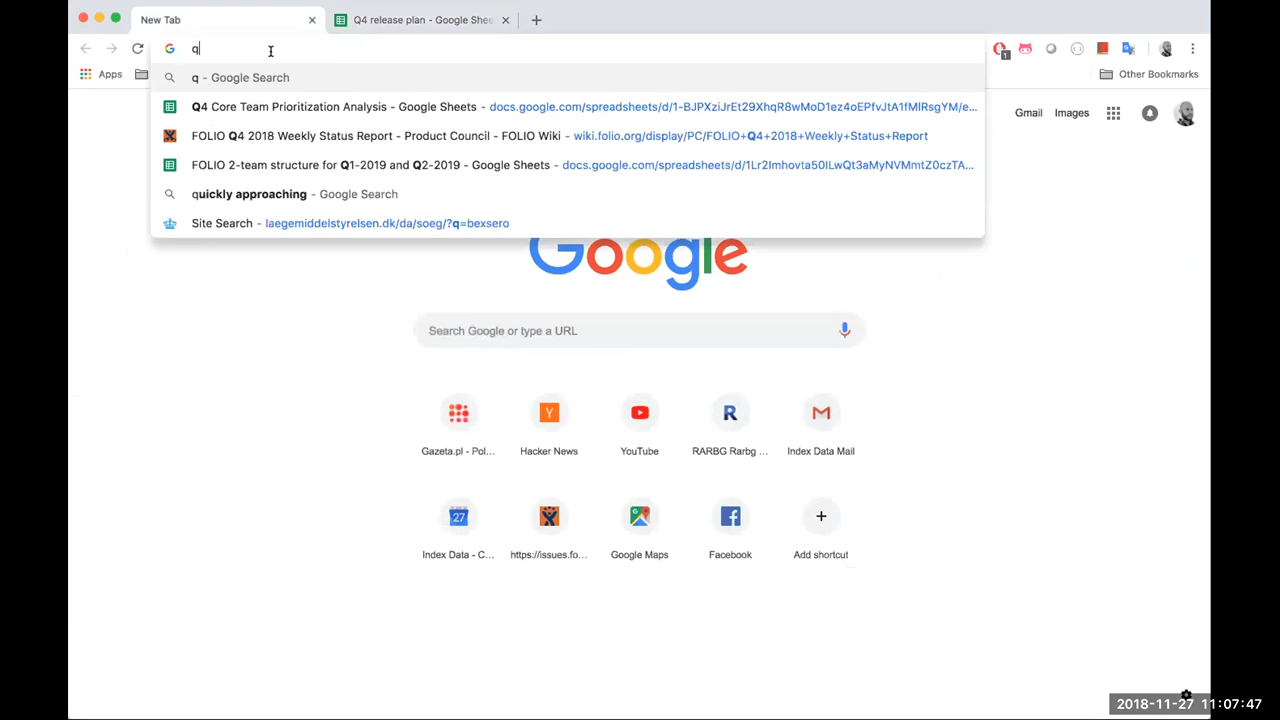 New Tab
Q4 release plan - Google Shee
q
1
q - Google Search
Q4 Core Team Prioritization Analysis - Google Sheets - docs.google.com/spreadsheets/d/1-BJPXziJrEt29XhqR8wMoD1ez4oEPfvJtA1fMlRsgYM/e...
FOLIO Q4 2018 Weekly Status Report - Product Council - FOLIO Wiki - wiki.folio.org/display/PC/FOLIO+Q4+2018+Weekly+Status+Report
FOLIO 2-team structure for Q1-2019 and Q2-2019 - Google Sheets - docs.google.com/spreadsheets/d/1Lr2Imhovta50ILwQt3aMyNVMmtZ0czTA...
quickly approaching - Google Search
Site Search - laegemiddelstyrelsen.dk/da/soeg/?q=bexsero
Apps
Other Bookmarks
Gmail Images
Google
Search Google or type a URL
Gazeta.pl - Pol... Hacker News YouTube RARBG Rarbg ... Index Data Mail
27
Index Data - C... https://issues.fo... Google Maps Facebook Add shortcut
2018-11-27 11:07:47